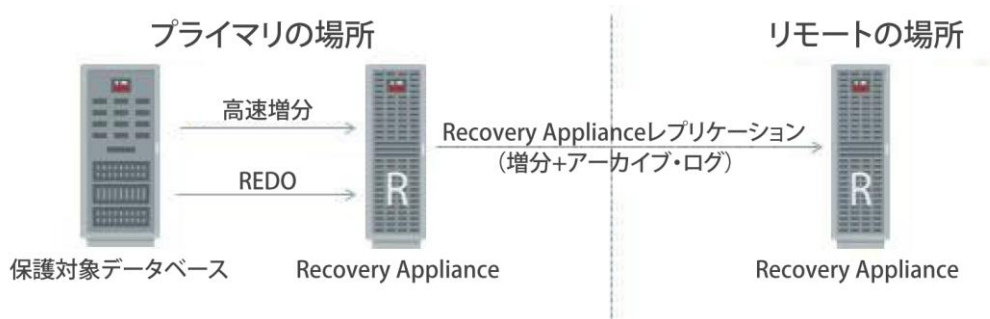 プライマリの場所
リモートの場所
高速増分
REDO
Recovery Applianceレプリケーション
（増分+アーカイブ・ログ）
R
R
保護対象データベース
Recovery Appliance
Recovery Appliance